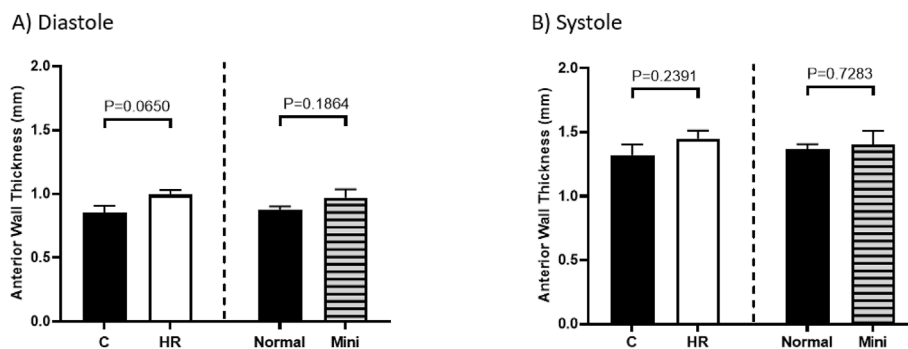 A) Diastole
Anterior Wall Thickness (mm)
2.0
1.5
1.0
0.5
0.0
P=0.0650
P=0.1864
C HR Normal Mini
B) Systole
Anterior Wall Thickness (mm)
2.0
1.5
1.0
0.5
0.0
P=0.2391
P=0.7283
C HR Normal Mini